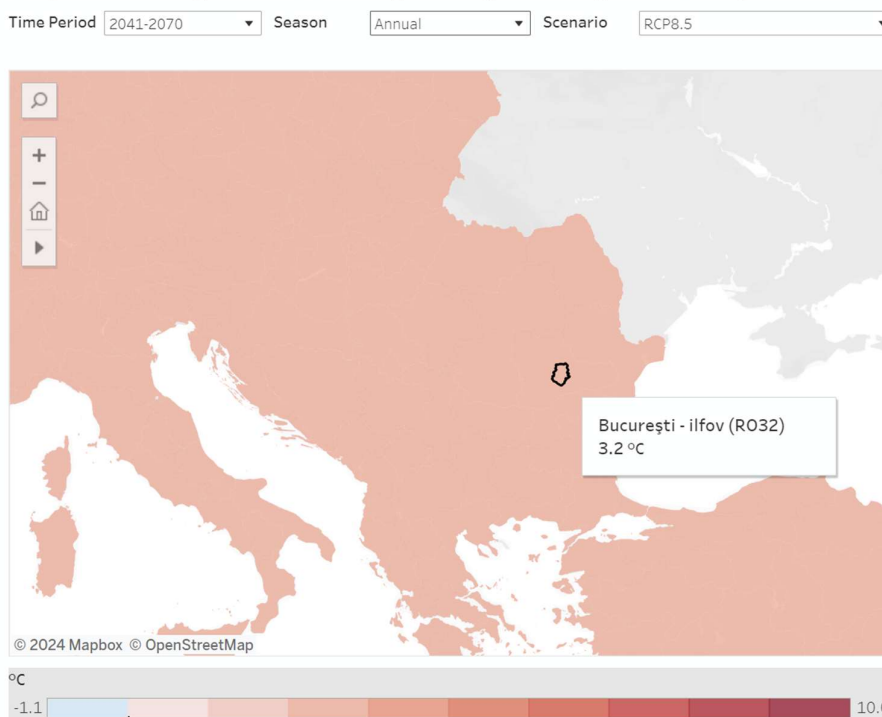 Time Period 2041-2070 Season Annual Scenario RCP8.5
+
−
București - ilfov (RO32)
3.2 ºC
© 2024 Mapbox © OpenStreetMap
ºC
-1.1